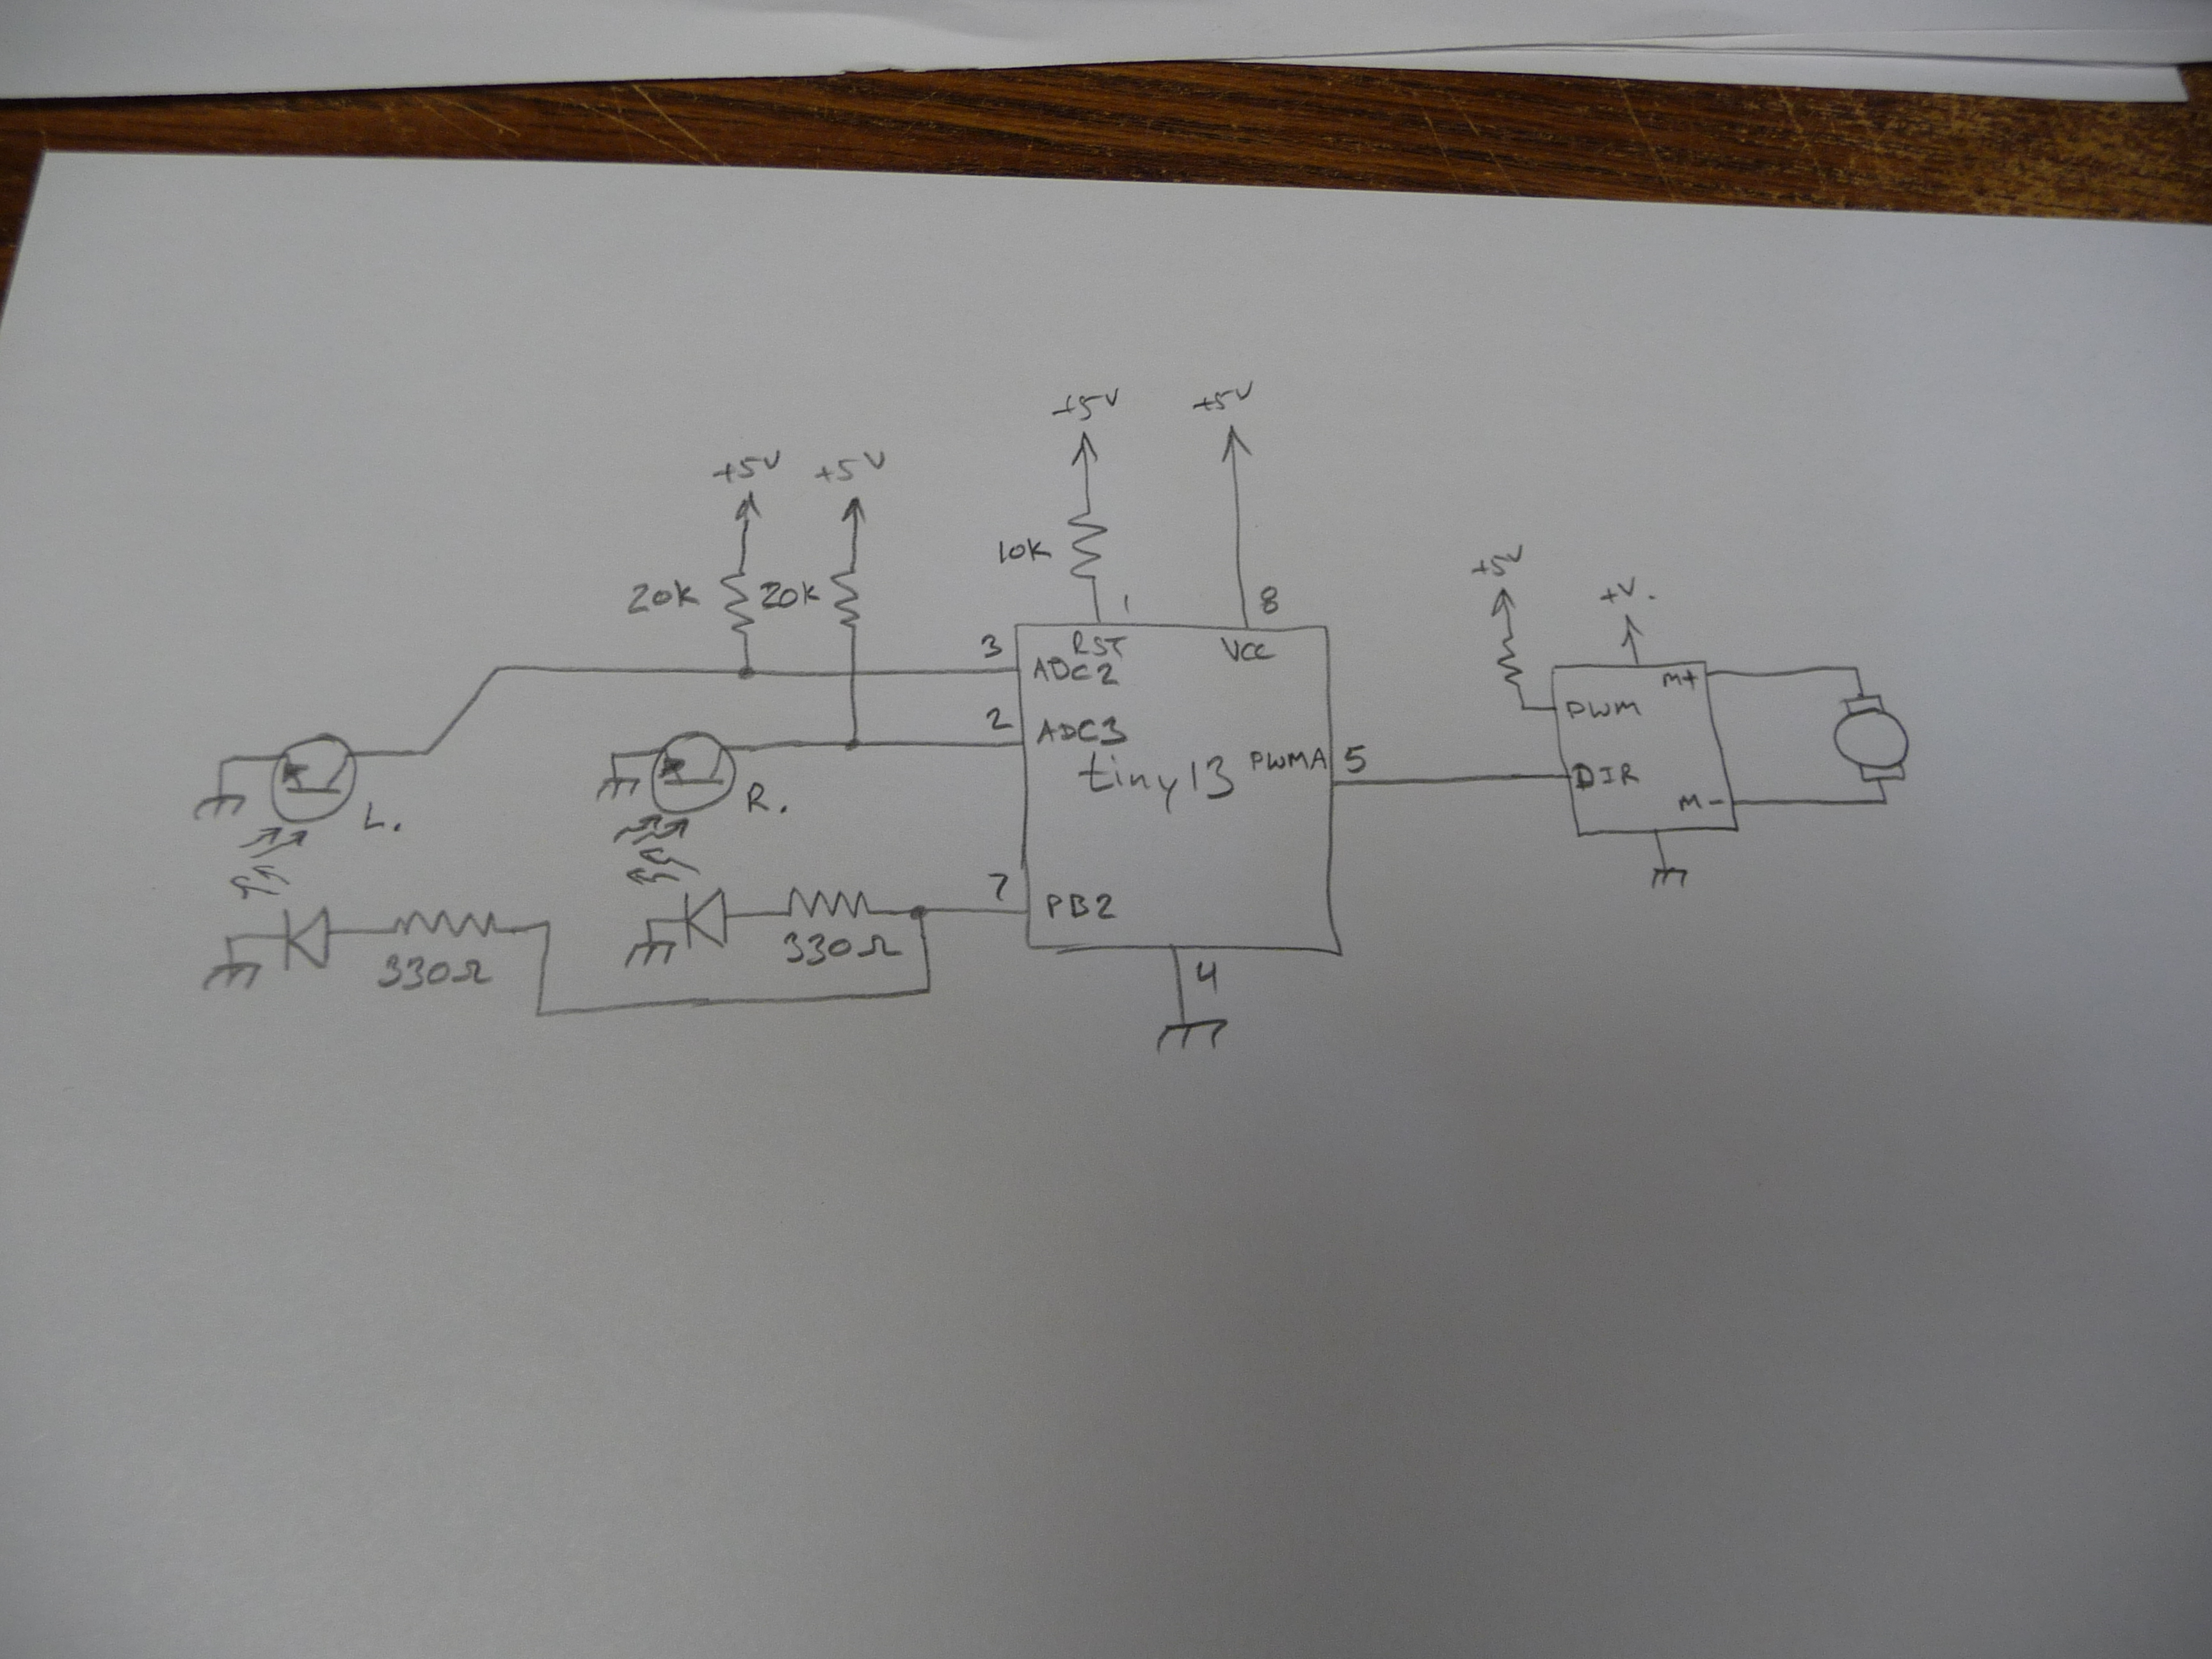 +5V +5V
+5V +5V
+5V
10k
20k 20k
+V.
1 8
3 RST VCC
ADC2
M+
2 ADC3
PWM
PWMA 5
tiny13
DIR
R.
L.
M-
7 PB2
330Ω
330Ω
4